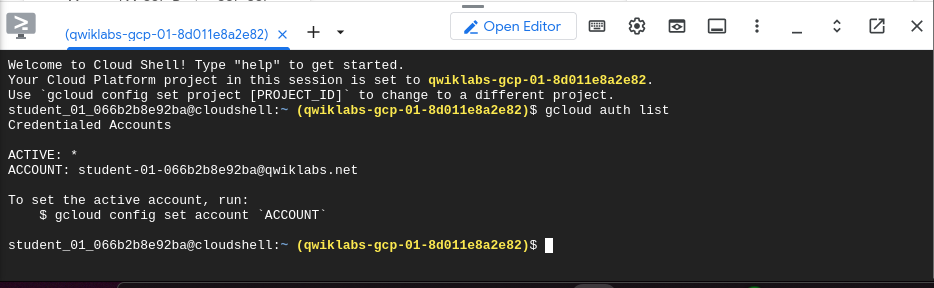 (qwiklabs-gcp-01-8d011e8a2e82) × + Open Editor
Welcome to Cloud Shell! Type "help" to get started.
Your Cloud Platform project in this session is set to qwiklabs-gcp-01-8d011e8a2e82.
Use `gcloud config set project [PROJECT_ID]` to change to a different project.
student_01_066b2b8e92ba@cloudshell:~ (qwiklabs-gcp-01-8d011e8a2e82)$ gcloud auth list
Credentialed Accounts
ACTIVE: *
ACCOUNT: student-01-066b2b8e92ba@qwiklabs.net
To set the active account, run:
$ gcloud config set account `ACCOUNT`
student_01_066b2b8e92ba@cloudshell:~ (qwiklabs-gcp-01-8d011e8a2e82)$